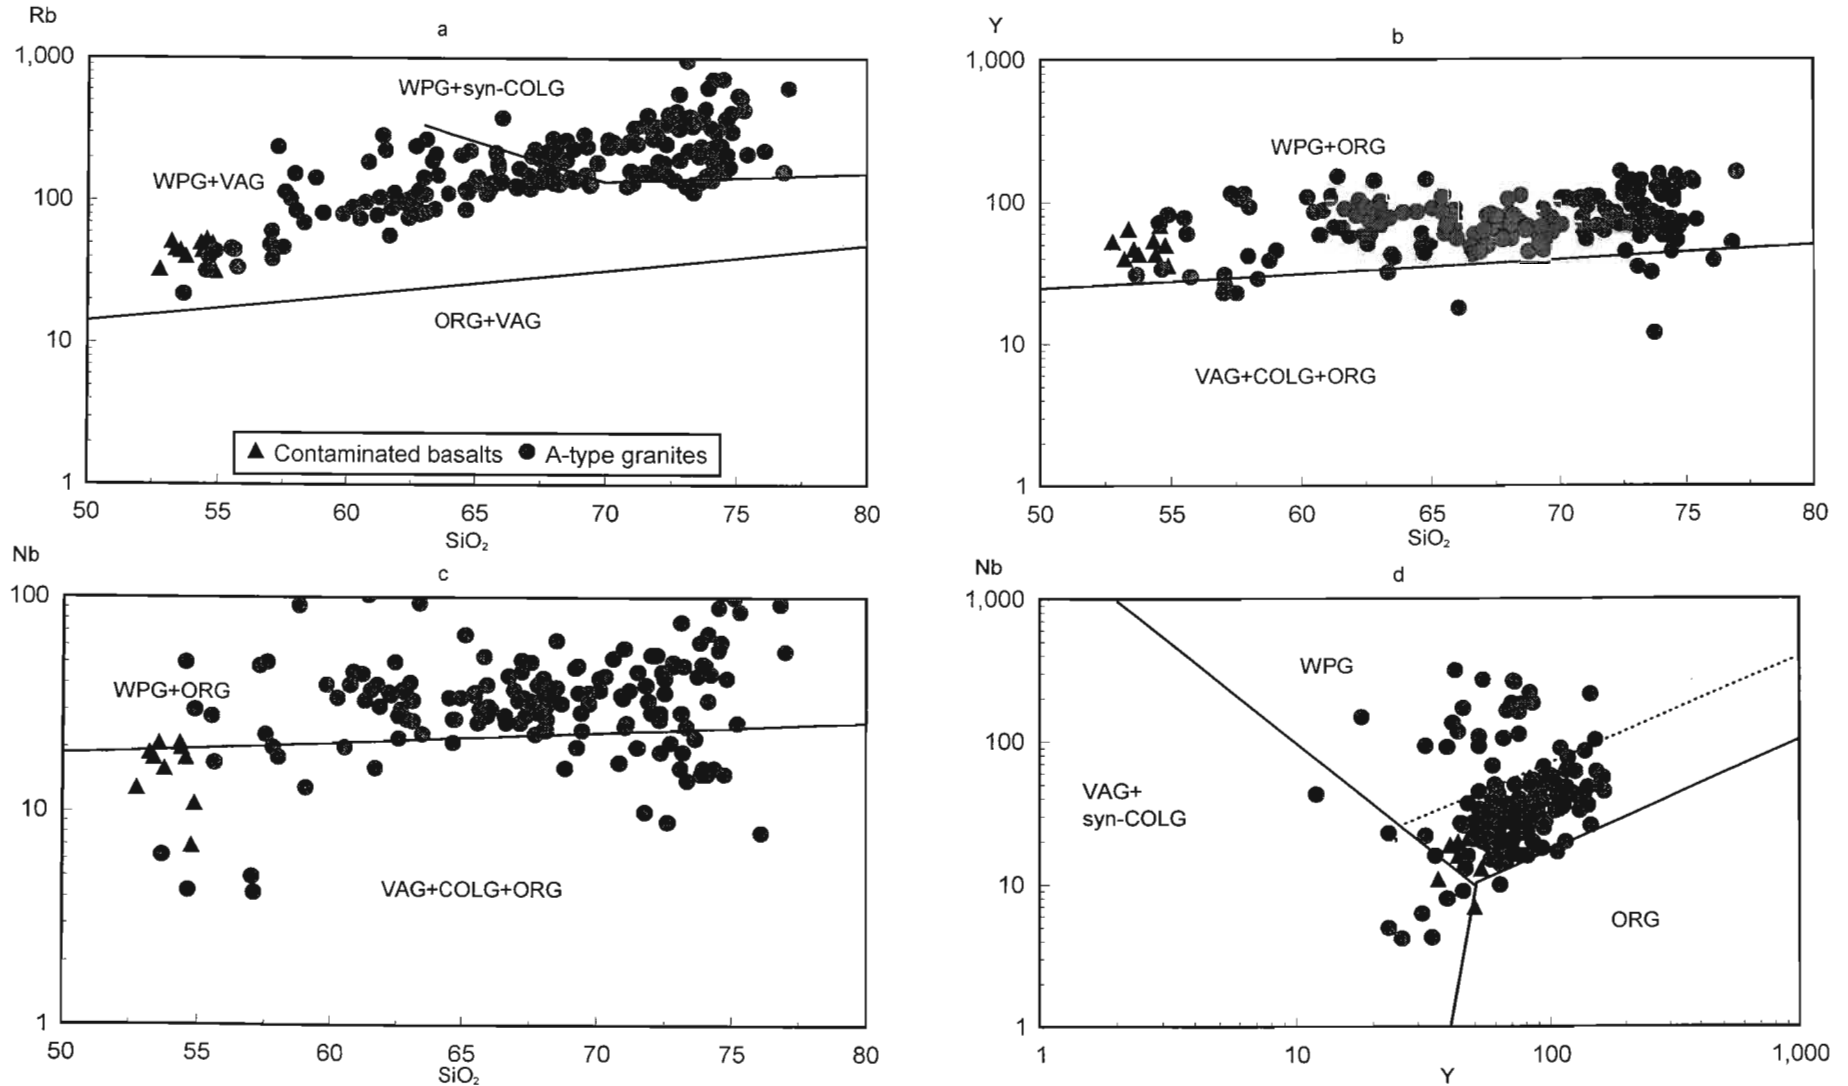 Rb
a
1,000
100
10
1
WPG+syn-COLG
WPG+VAG
ORG+VAG
▲ Contaminated basalts ● A-type granites
50 55 60 65 70 75 80
SiO₂
Y
b
1,000
100
10
1
WPG+ORG
VAG+COLG+ORG
50 55 60 65 70 75 80
SiO₂
Nb
c
100
10
1
WPG+ORG
VAG+COLG+ORG
50 55 60 65 70 75 80
SiO₂
Nb
d
1,000
100
10
1
WPG
VAG+
syn-COLG
ORG
1 10 100 1,000
Y